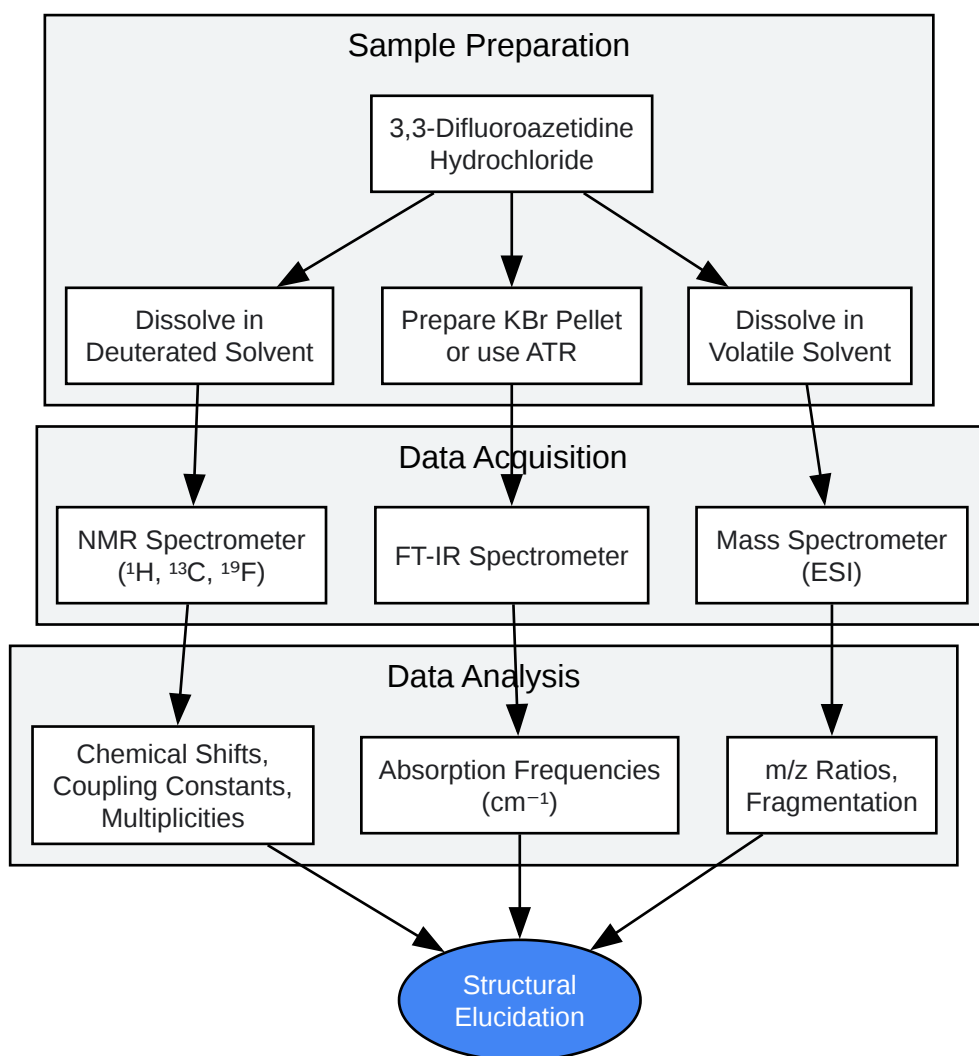 Sample Preparation
3,3-Difluoroazetidine
Hydrochloride
Dissolve in
Deuterated Solvent
Prepare KBr Pellet
or use ATR
Dissolve in
Volatile Solvent
Data Acquisition
NMR Spectrometer
(¹H, ¹³C, ¹⁹F)
FT-IR Spectrometer
Mass Spectrometer
(ESI)
Data Analysis
Chemical Shifts,
Coupling Constants,
Multiplicities
Absorption Frequencies
(cm⁻¹)
m/z Ratios,
Fragmentation
Structural
Elucidation